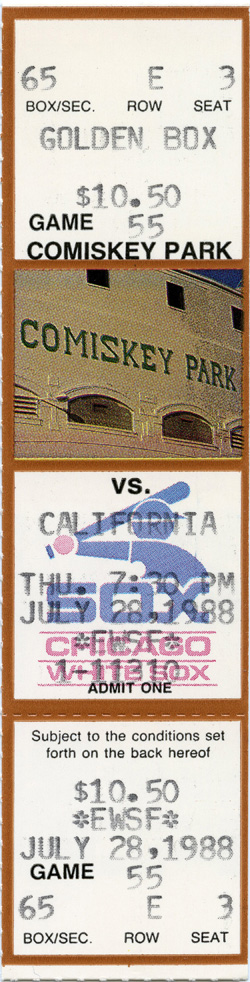 65 E 3
BOX/SEC. ROW SEAT
GOLDEN BOX
$10.50
GAME 55
COMISKEY PARK
COMISKEY PARK
vs.
CALIFORNIA
THU. 7:30 PM
SOX
JULY 28,1988
*EWSF*
CHICAGO
1-11310
WHITE SOX
ADMIT ONE
Subject to the conditions set
forth on the back hereof
$10.50
*EWSF*
JULY 28,1988
GAME 55
65 E 3
BOX/SEC. ROW SEAT